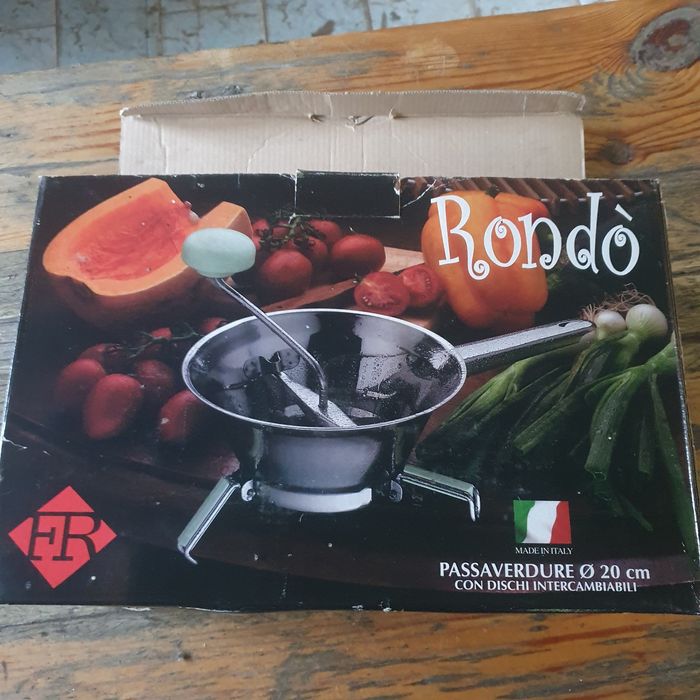 Rondò
FR
MADE IN ITALY
PASSAVERDURE Ø 20 cm
CON DISCHI INTERCAMBIABILI